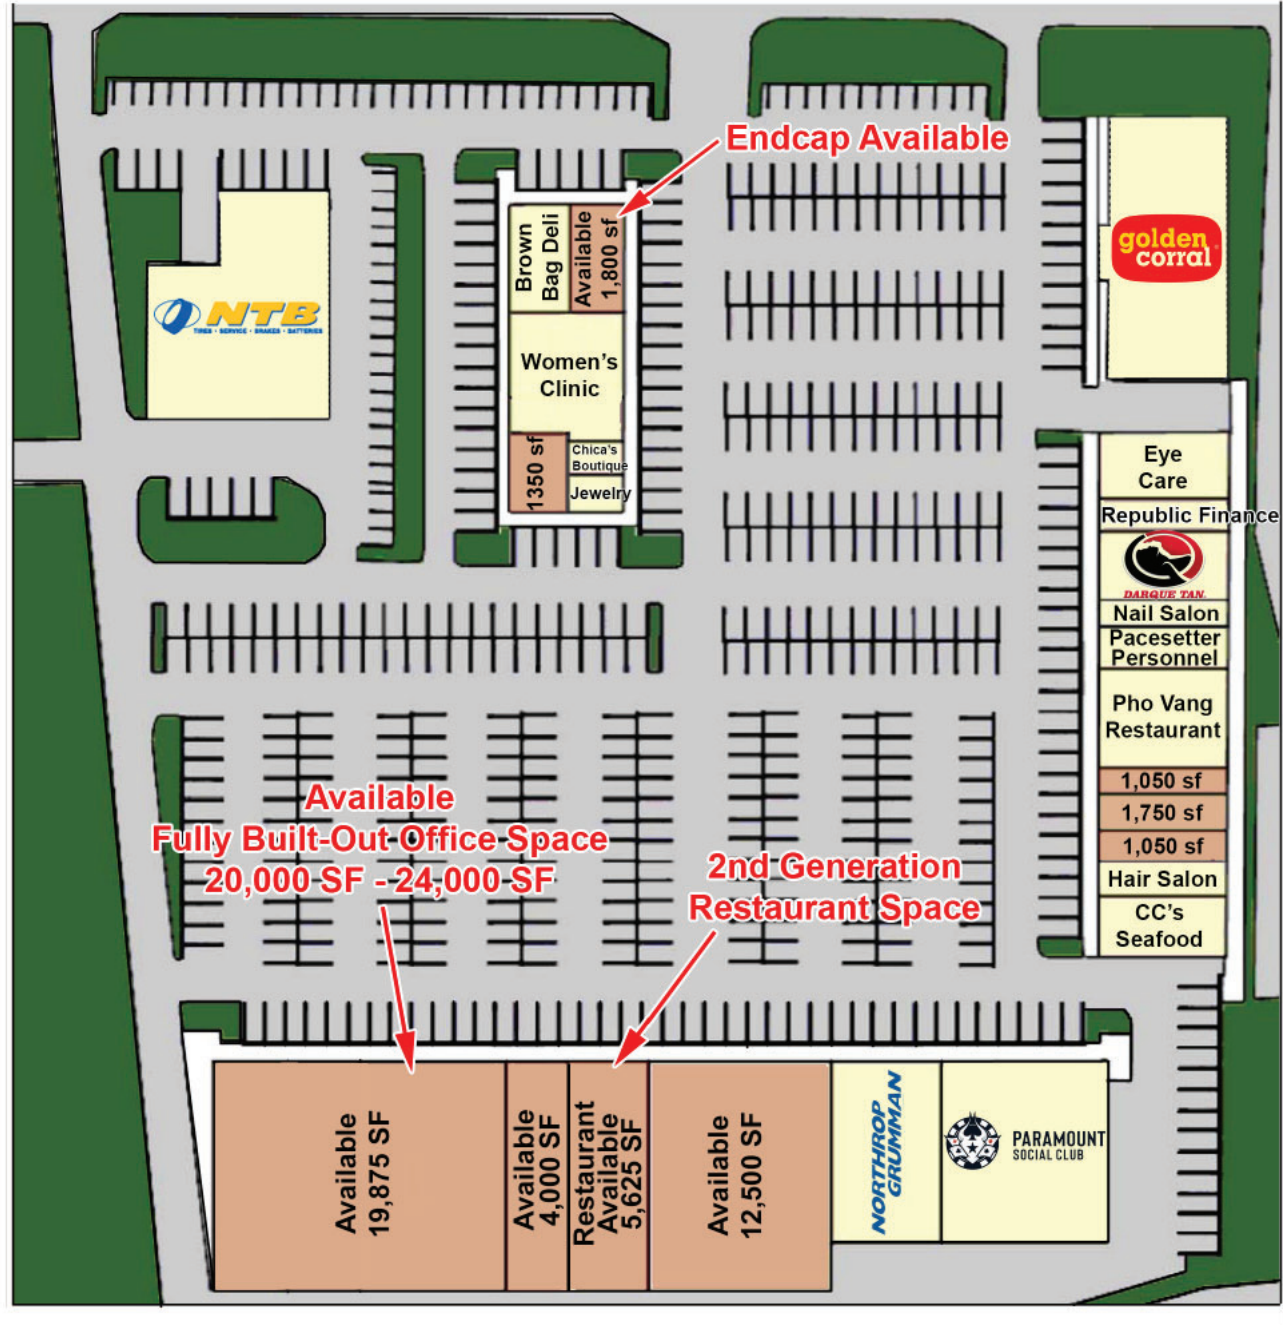 Endcap Available
Brown
Bag Deli
Available
1,800 sf
golden
corral
NTB
TIRES • SERVICE • BRAKES • BATTERIES
Women's
Clinic
1350 sf
Chica's
Boutique
Jewelry
Eye
Care
Republic Finance
DARQUE TAN.
Nail Salon
Pacesetter
Personnel
Pho Vang
Restaurant
1,050 sf
1,750 sf
1,050 sf
Hair Salon
CC's
Seafood
Available
Fully Built-Out Office Space
20,000 SF - 24,000 SF
2nd Generation
Restaurant Space
Available
19,875 SF
Available
4,000 SF
Restaurant
Available
5,625 SF
Available
12,500 SF
NORTHROP
GRUMMAN
PARAMOUNT
SOCIAL CLUB